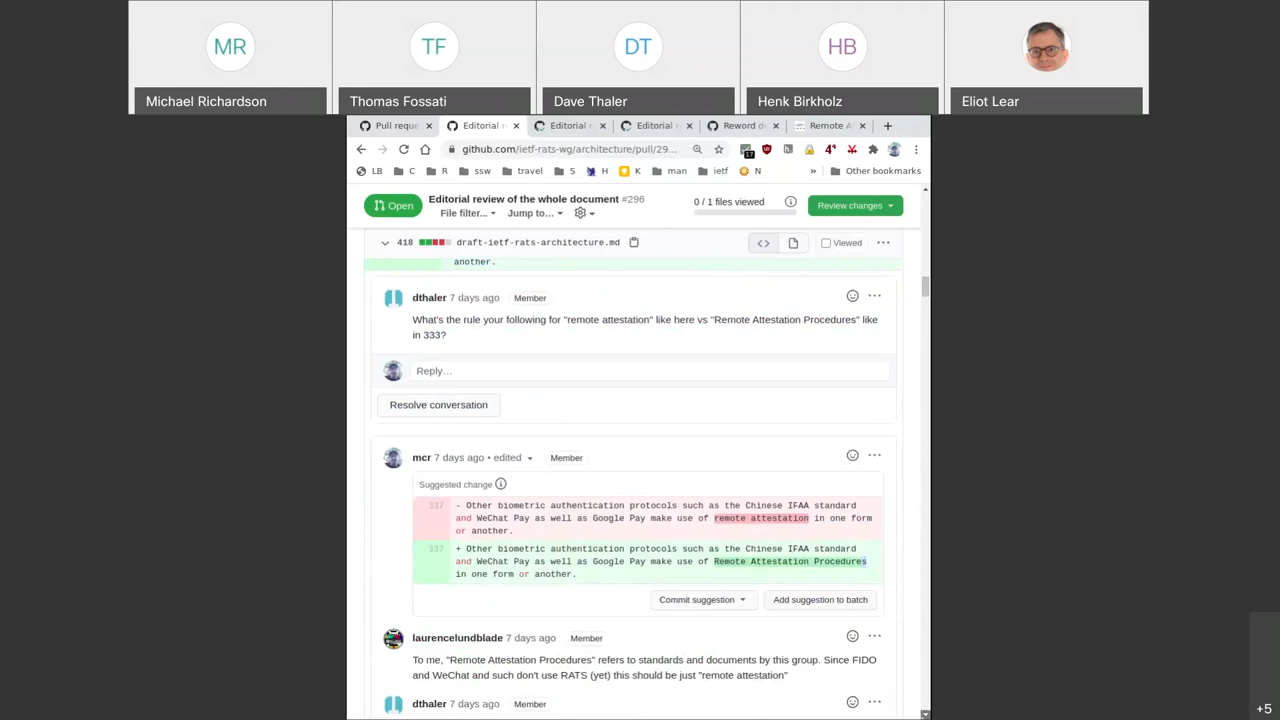 MR
TF
DT
HB
Michael Richardson
Thomas Fossati
Dave Thaler
Henk Birkholz
Eliot Lear
Pull reque
Editorial r
Editorial r
Editorial g
Reword de
Remote A
github.com/ietf-rats-wg/architecture/pull/29...
17
LB
C
R
ssw
travel
S
H
K
man
ietf
N
»
Other bookmarks
Open
Editorial review of the whole document #296
File filter...
Jump to...
0 / 1 files viewed
Review changes
418
draft-ietf-rats-architecture.md
Viewed
another.
dthaler 7 days ago Member
What's the rule your following for "remote attestation" like here vs "Remote Attestation Procedures" like
in 333?
Reply...
Resolve conversation
mcr 7 days ago • edited Member
Suggested change
337 - Other biometric authentication protocols such as the Chinese IFAA standard
and WeChat Pay as well as Google Pay make use of remote attestation in one form
or another.
337 + Other biometric authentication protocols such as the Chinese IFAA standard
and WeChat Pay as well as Google Pay make use of Remote Attestation Procedures
in one form or another.
Commit suggestion
Add suggestion to batch
laurencelundblade 7 days ago Member
To me, "Remote Attestation Procedures" refers to standards and documents by this group. Since FIDO
and WeChat and such don't use RATS (yet) this should be just "remote attestation"
dthaler 7 days ago Member
+5